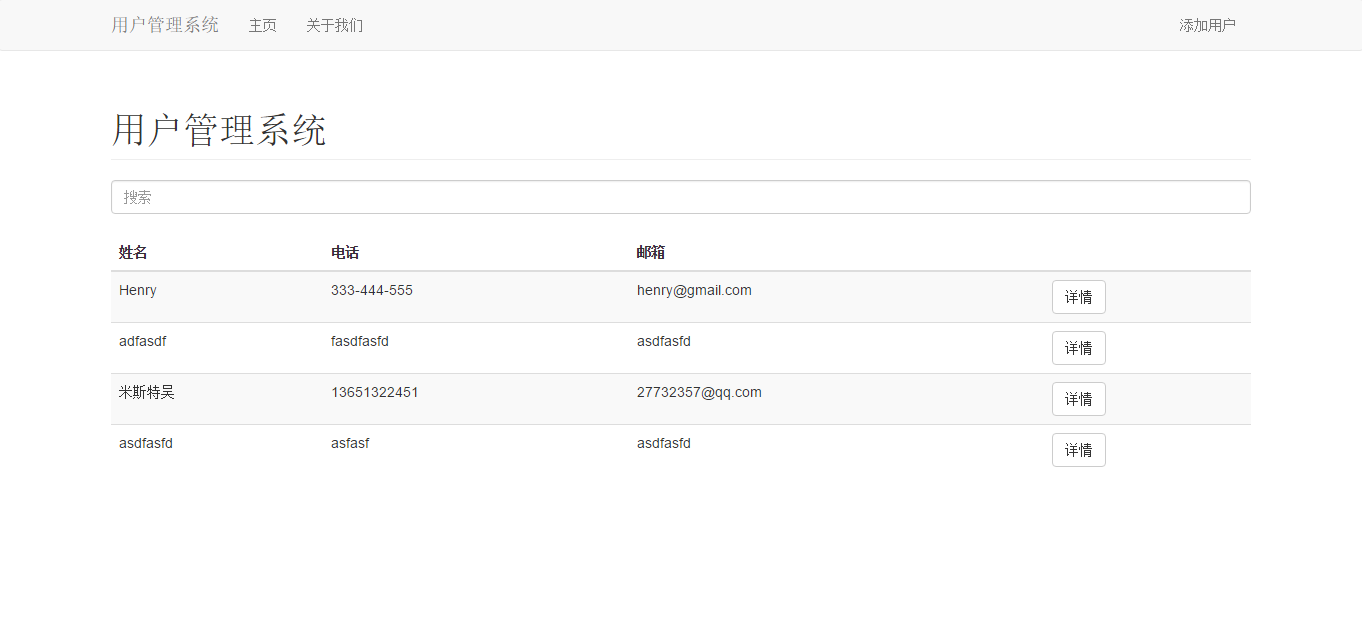 用户管理系统 主页 关于我们 添加用户
用户管理系统
搜索
姓名 电话 邮箱
Henry 333-444-555 henry@gmail.com 详情
adfasdf fasdfasfd asdfasfd 详情
米斯特吴 13651322451 27732357@qq.com 详情
asdfasfd asfasf asdfasfd 详情